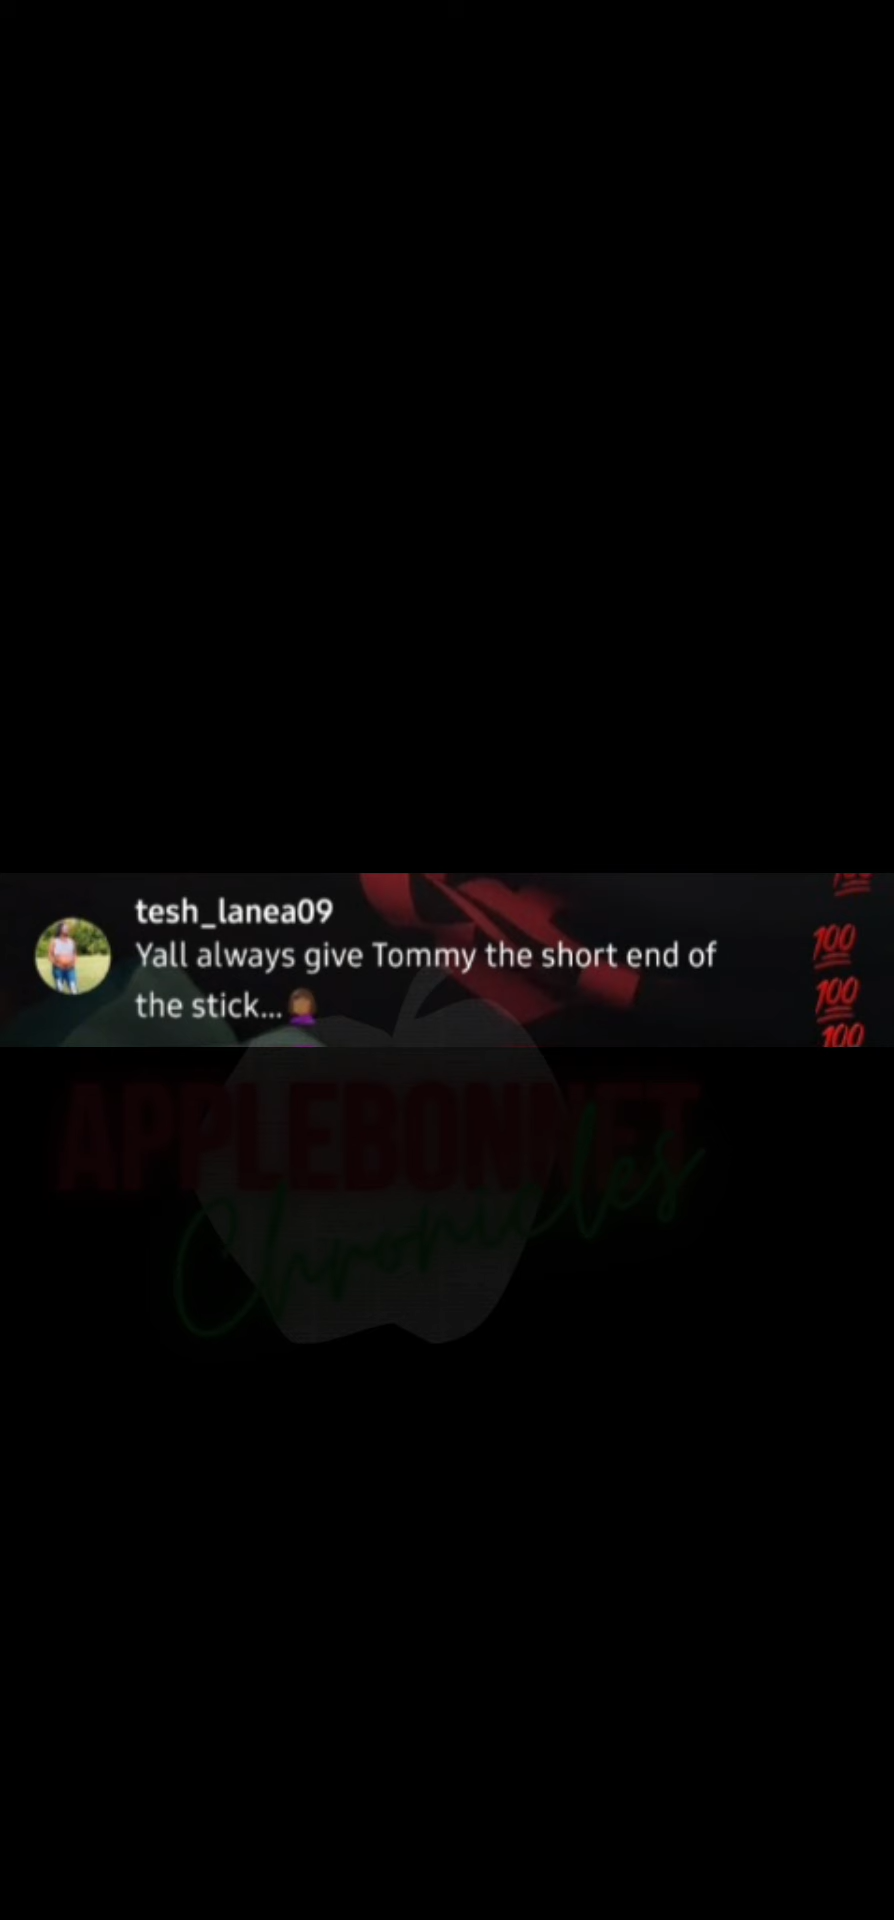 tesh_lanea09
Yall always give Tommy the short end of
the stick...🤦🏾‍♀️
💯
💯
💯
💯
APPLEBONNET
Chronicles